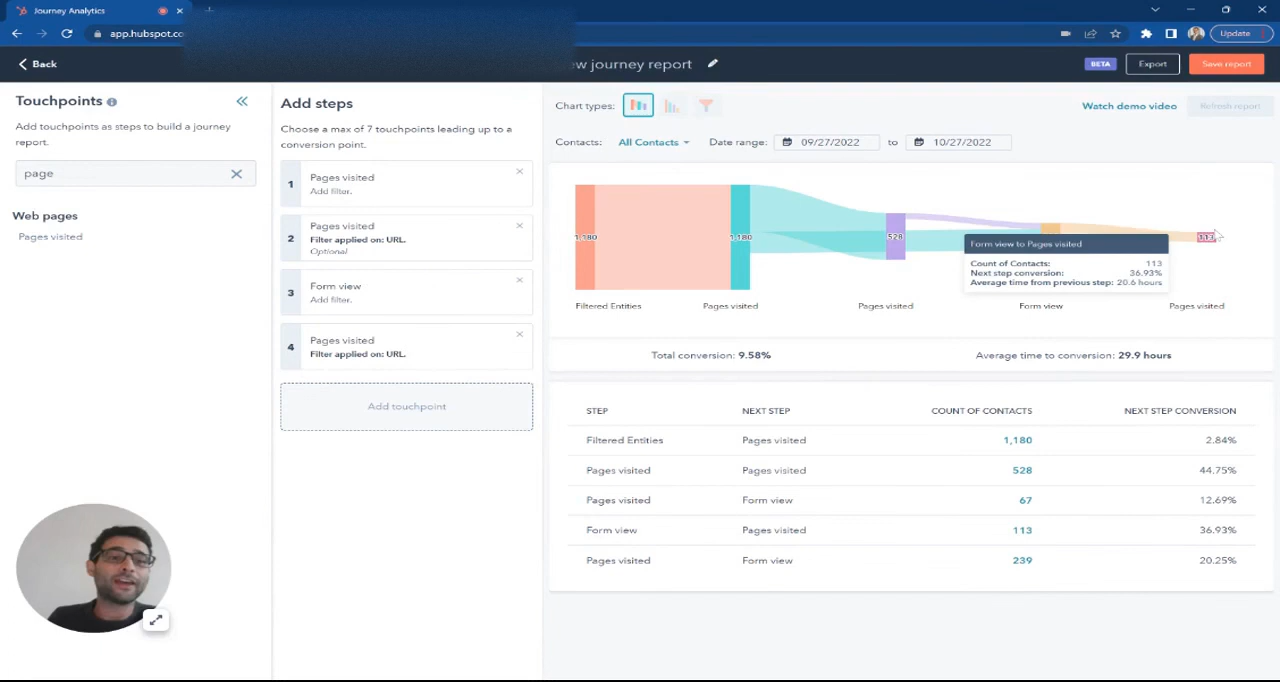 Journey Analytics
app.hubspot.co
Update
Back
ew journey report
BETA
Export
Save report
Touchpoints
Add touchpoints as steps to build a journey
report.
page
Web pages
Pages visited
Add steps
Choose a max of 7 touchpoints leading up to a
conversion point.
1
Pages visited
Add filter.
2
Pages visited
Filter applied on: URL.
Optional
3
Form view
Add filter.
4
Pages visited
Filter applied on: URL.
Add touchpoint
Chart types:
Watch demo video
Refresh report
Contacts: All Contacts Date range: 09/27/2022 to 10/27/2022
1,180
1,180
528
113
Form view to Pages visited
Count of Contacts: 113
Next step conversion: 36.93%
Average time from previous step: 20.6 hours
Filtered Entities Pages visited Pages visited Form view Pages visited
Total conversion: 9.58% Average time to conversion: 29.9 hours
STEP NEXT STEP COUNT OF CONTACTS NEXT STEP CONVERSION
Filtered Entities Pages visited 1,180 2.84%
Pages visited Pages visited 528 44.75%
Pages visited Form view 67 12.69%
Form view Pages visited 113 36.93%
Pages visited Form view 239 20.25%